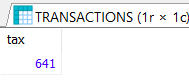 TRANSACTIONS (1r × 1c)
tax
641